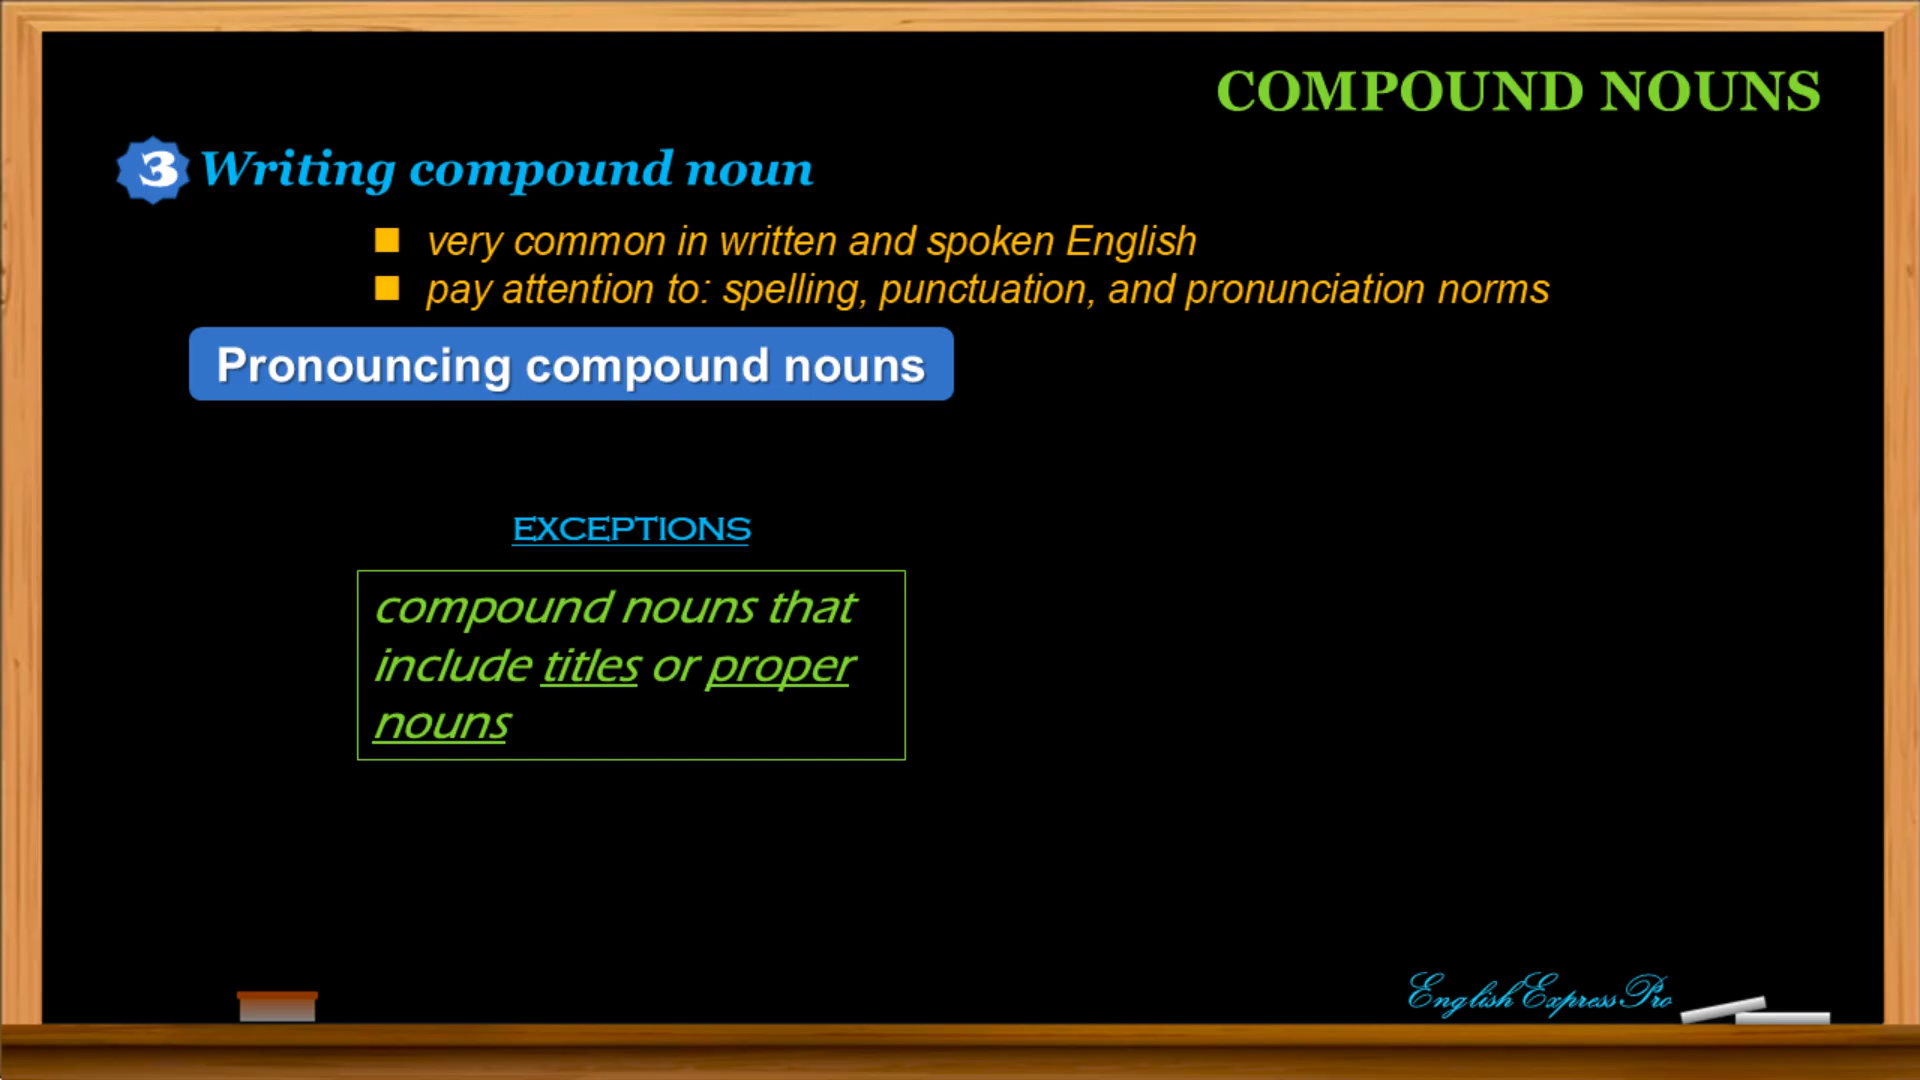 COMPOUND NOUNS
3 Writing compound noun
very common in written and spoken English
pay attention to: spelling, punctuation, and pronunciation norms
Pronouncing compound nouns
EXCEPTIONS
compound nouns that
include titles or proper
nouns
English Express Pro